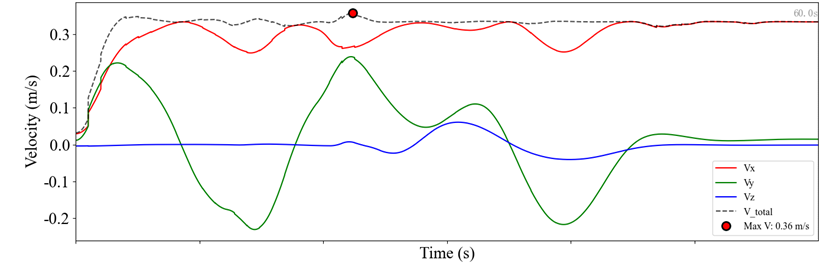 60.0s
0.3
0.2
0.1
0.0
-0.1
-0.2
Velocity (m/s)
Time (s)
Vx
Vy
Vz
V_total
Max V: 0.36 m/s